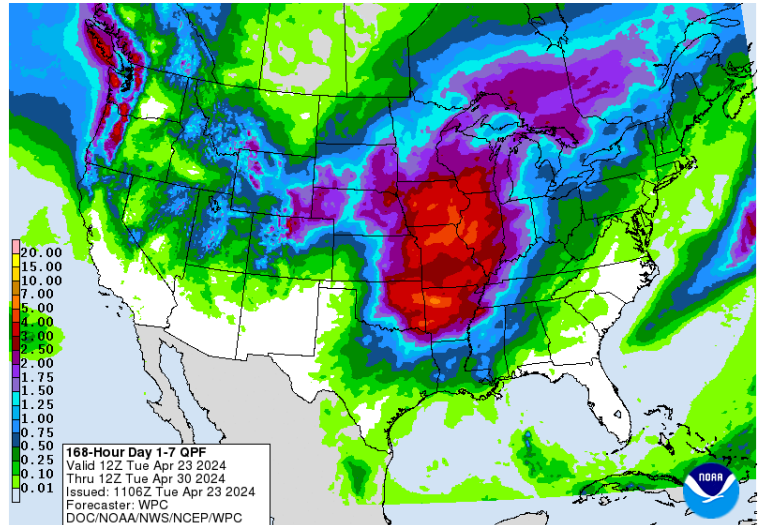 20.00
15.00
10.00
7.00
5.00
4.00
3.00
2.50
2.00
1.75
1.50
1.25
1.00
0.75
0.50
0.25
0.10
0.01
168-Hour Day 1-7 QPF
Valid 12Z Tue Apr 23 2024
Thru 12Z Tue Apr 30 2024
Issued: 1106Z Tue Apr 23 2024
Forecaster: WPC
DOC/NOAA/NWS/NCEP/WPC
NOAA